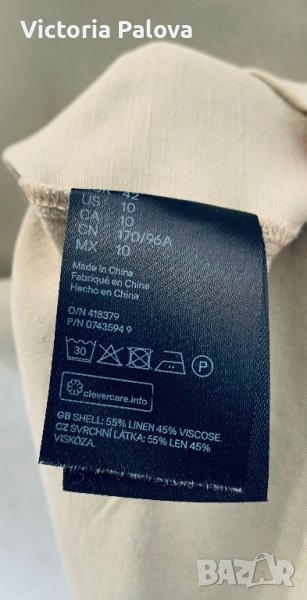 Victoria Palova
42
US 10
CA 10
CN 170/96A
MX 10
Made in China
Fabriqué en Chine
Hecho en China
O/N 418379
P/N 0743594 9
30
P
clevercare.info
GB SHELL: 55% LINEN 45% VISCOSE.
CZ SVRCHNÍ LÁTKA: 55% LEN 45%
VISKÓZA.
BAZAR